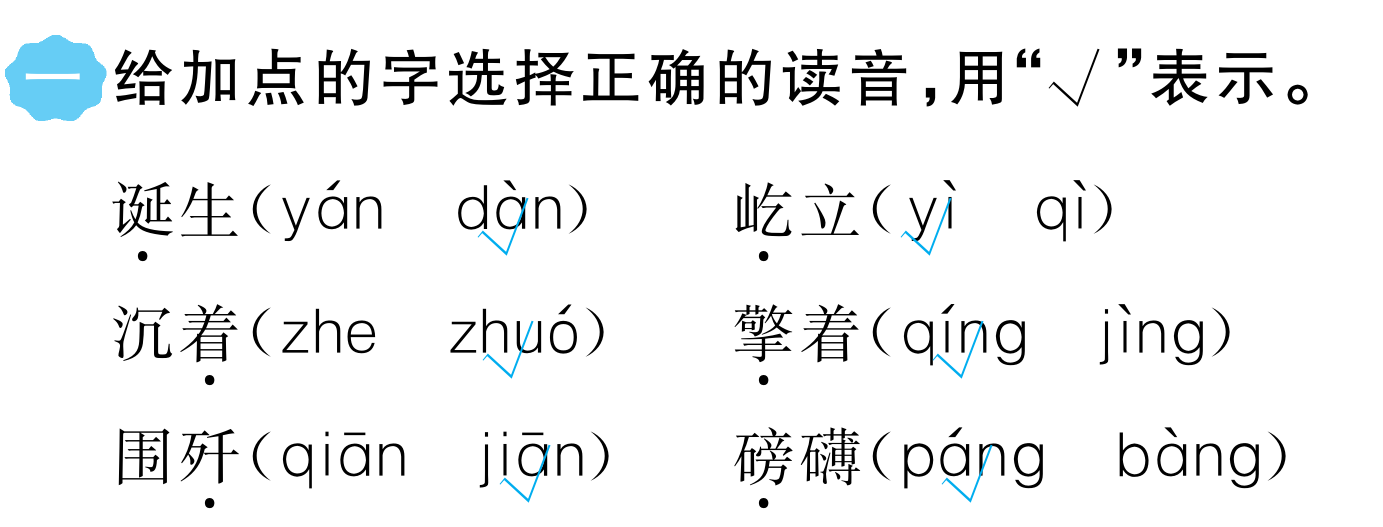 一 给加点的字选择正确的读音,用“√”表示。
诞生(yán dàn√) 屹立(yì√ qì)
沉着(zhe zhuó√) 擎着(qíng√ jìng)
围歼(qiān jiān√) 磅礴(páng√ bàng)